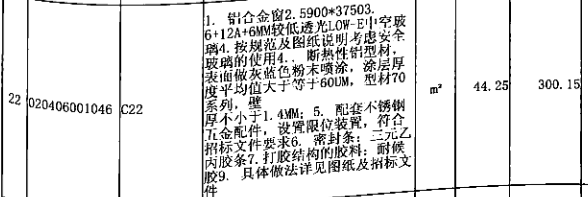 22 020406001046 C22
1. 铝合金窗2.5900*37503.
6+12A+6MM较低透光LOW-E中空玻
璃4.按规范及图纸说明考虑安全
玻璃的使用4.. 断热性铝型材,
表面做灰蓝色粉末喷涂, 涂层厚
度平均值大于等于60UM, 型材70
系列, 壁
厚不小于1.4MM; 5. 配套不锈钢
五金配件, 设置限位装置, 符合
招标文件要求6. 密封条: 三元乙
丙胶条7.打胶结构的胶料: 耐候
胶9. 具体做法详见图纸及招标文
件
m² 44.25 300.15